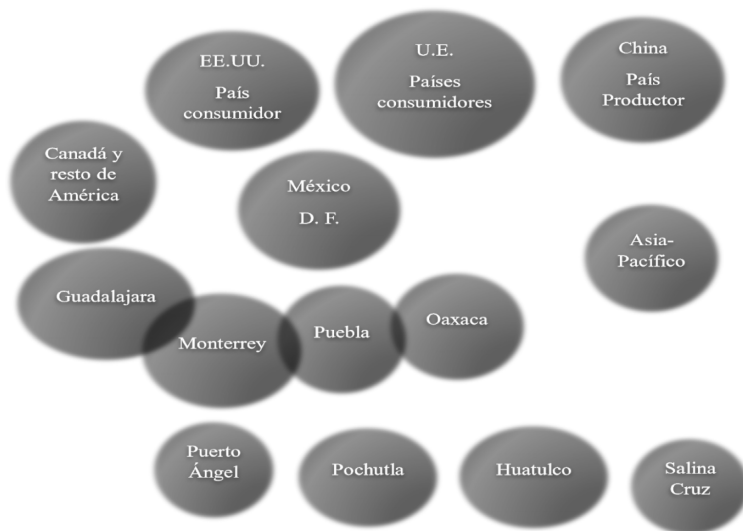 EE.UU.
País
consumidor
U.E.
Países
consumidores
China
País
Productor
Canadá y
resto de
América
México
D. F.
Asia-
Pacífico
Guadalajara
Monterrey
Puebla
Oaxaca
Puerto
Ángel
Pochutla
Huatulco
Salina
Cruz